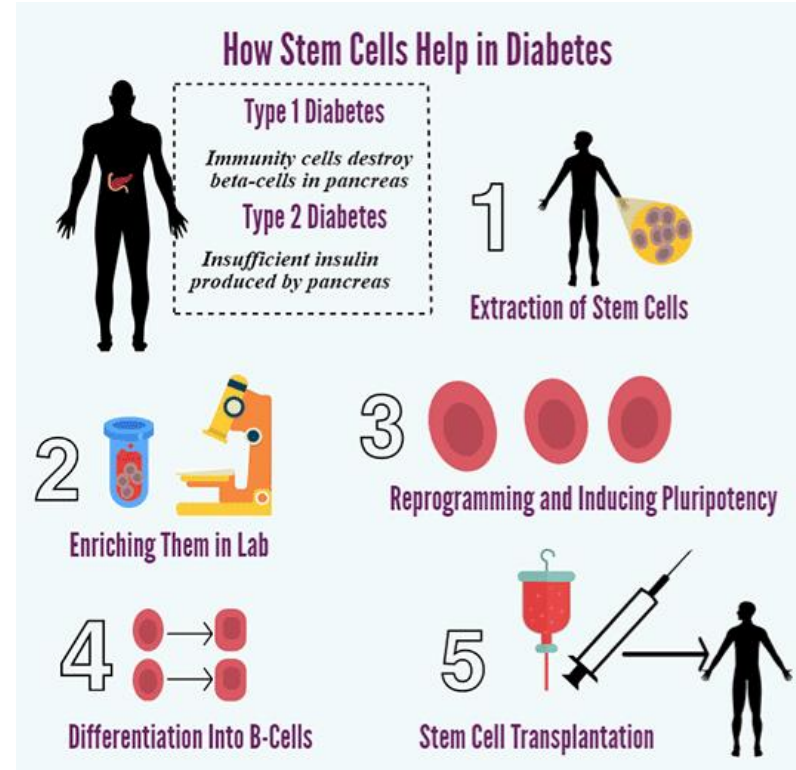 How Stem Cells Help in Diabetes
Type 1 Diabetes
Immunity cells destroy
beta-cells in pancreas
Type 2 Diabetes
Insufficient insulin
produced by pancreas
1
Extraction of Stem Cells
2
Enriching Them in Lab
3
Reprogramming and Inducing Pluripotency
4
Differentiation Into B-Cells
5
Stem Cell Transplantation